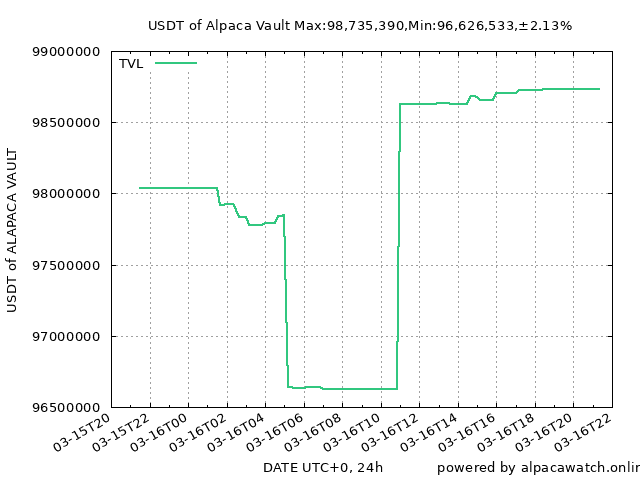 USDT of Alpaca Vault Max:98,735,390,Min:96,626,533,±2.13%
99000000
TVL
98500000
98000000
97500000
97000000
96500000
USDT of ALAPACA VAULT
03-15T20
03-15T22
03-16T00
03-16T02
03-16T04
03-16T06
03-16T08
03-16T10
03-16T12
03-16T14
03-16T16
03-16T18
03-16T20
03-16T22
DATE UTC+0, 24h
powered by alpacawatch.onlin